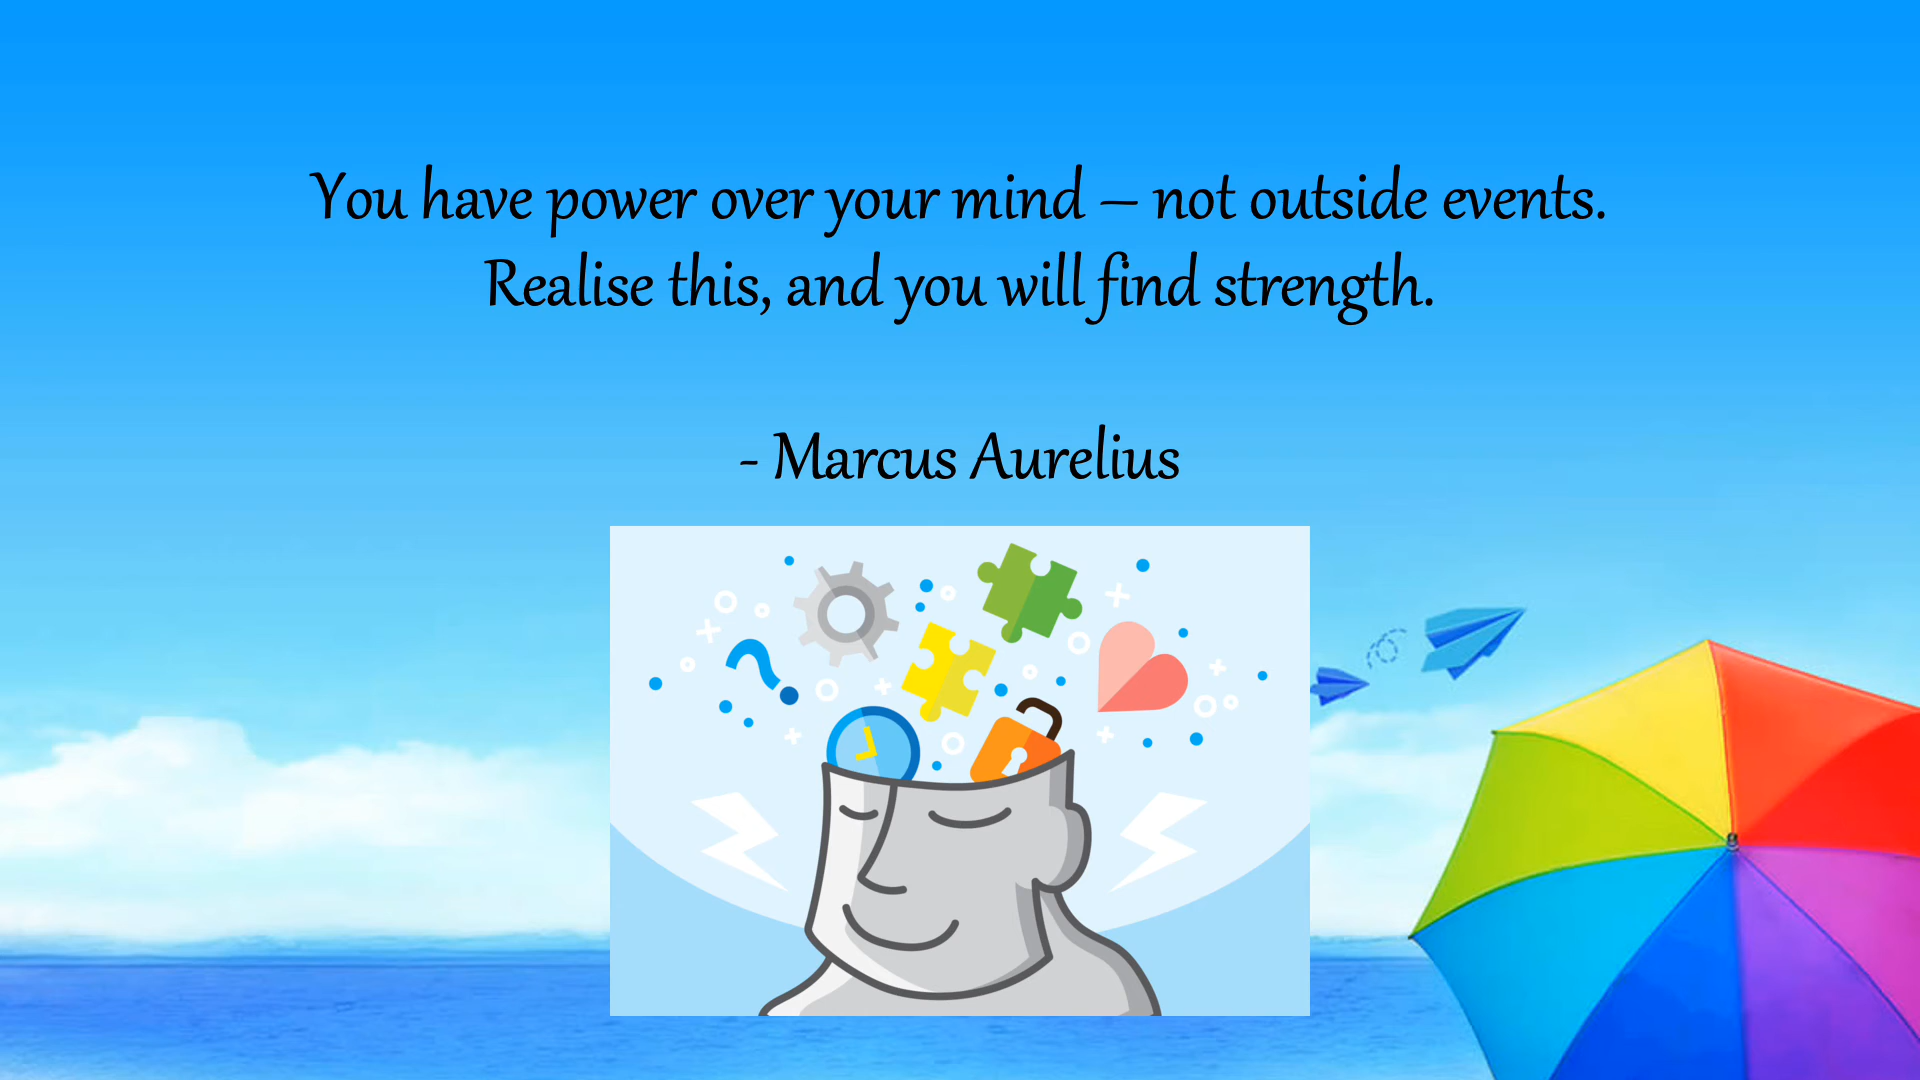 You have power over your mind – not outside events.
Realise this, and you will find strength.
- Marcus Aurelius